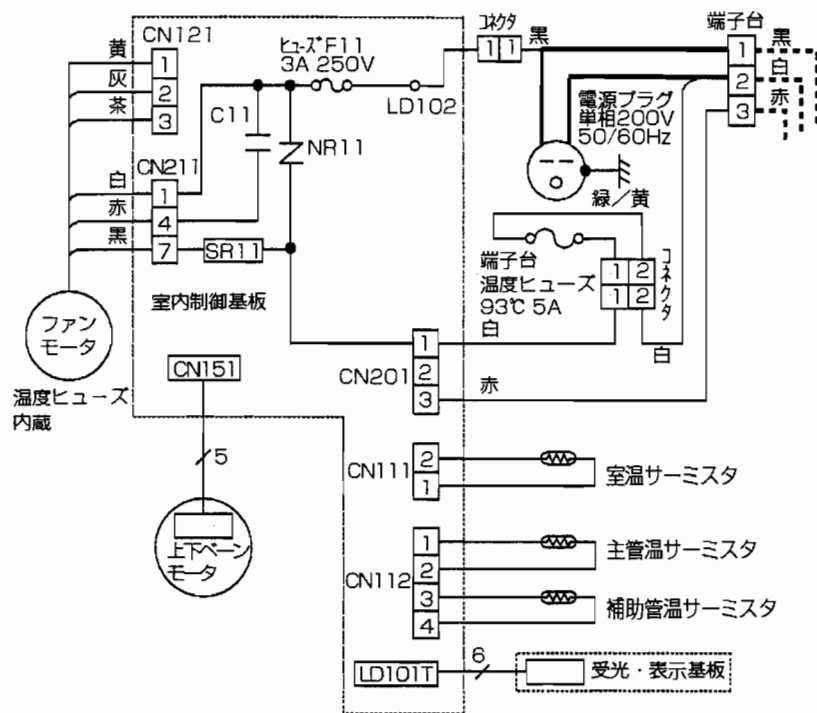 黄
灰
茶
CN121
1
2
3
CN211
白
赤
黒
1
4
7
ファン
モータ
温度ヒューズ
内蔵
ヒューズF11
3A 250V
LD102
C11
NR11
SR11
室内制御基板
コネクタ
1 1
黒
端子台
1
2
3
黒
白
赤
電源プラグ
単相200V
50/60Hz
緑/黄
端子台
温度ヒューズ
93℃ 5A
1 2
1 2
コネクタ
白
白
赤
CN201
1
2
3
CN151
5
上下ベーン
モータ
CN111
2
1
室温サーミスタ
CN112
1
2
3
4
主管温サーミスタ
補助管温サーミスタ
LD101T
6
受光・表示基板